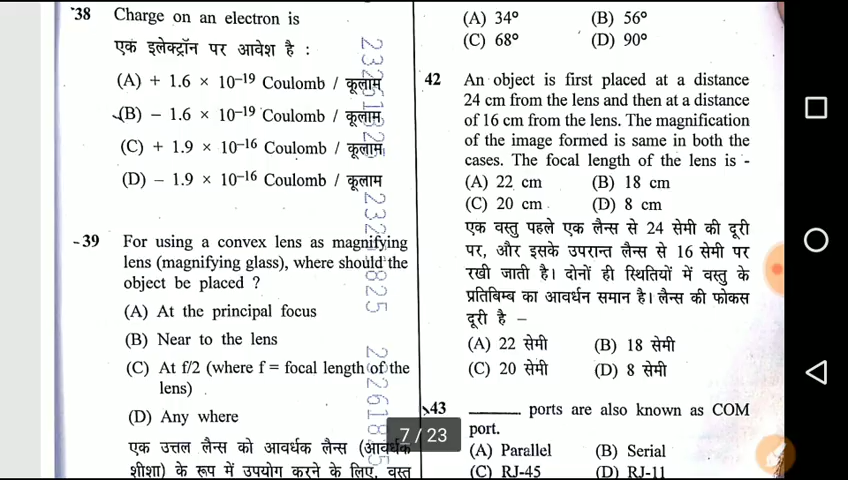 38 Charge on an electron is
एक इलेक्ट्रॉन पर आवेश है :
(A) + 1.6 × 10⁻¹⁹ Coulomb / कूलाम
(B) − 1.6 × 10⁻¹⁹ Coulomb / कूलाम
(C) + 1.9 × 10⁻¹⁶ Coulomb / कूलाम
(D) − 1.9 × 10⁻¹⁶ Coulomb / कूलाम
39 For using a convex lens as magnifying
lens (magnifying glass), where should the
object be placed ?
(A) At the principal focus
(B) Near to the lens
(C) At f/2 (where f = focal length of the
lens)
(D) Any where
एक उत्तल लैन्स को आवर्धक लैन्स (आवर्धक
शीशा) के रूप में उपयोग करने के लिए, वस्तु
(A) 34° (B) 56°
(C) 68° (D) 90°
42 An object is first placed at a distance
24 cm from the lens and then at a distance
of 16 cm from the lens. The magnification
of the image formed is same in both the
cases. The focal length of the lens is -
(A) 22 cm (B) 18 cm
(C) 20 cm (D) 8 cm
एक वस्तु पहले एक लैन्स से 24 सेमी की दूरी
पर, और इसके उपरान्त लैन्स से 16 सेमी पर
रखी जाती है। दोनों ही स्थितियों में वस्तु के
प्रतिबिम्ब का आवर्धन समान है। लैन्स की फोकस
दूरी है –
(A) 22 सेमी (B) 18 सेमी
(C) 20 सेमी (D) 8 सेमी
43 ________ ports are also known as COM
port.
(A) Parallel (B) Serial
(C) RJ-45 (D) RJ-11
7 / 23